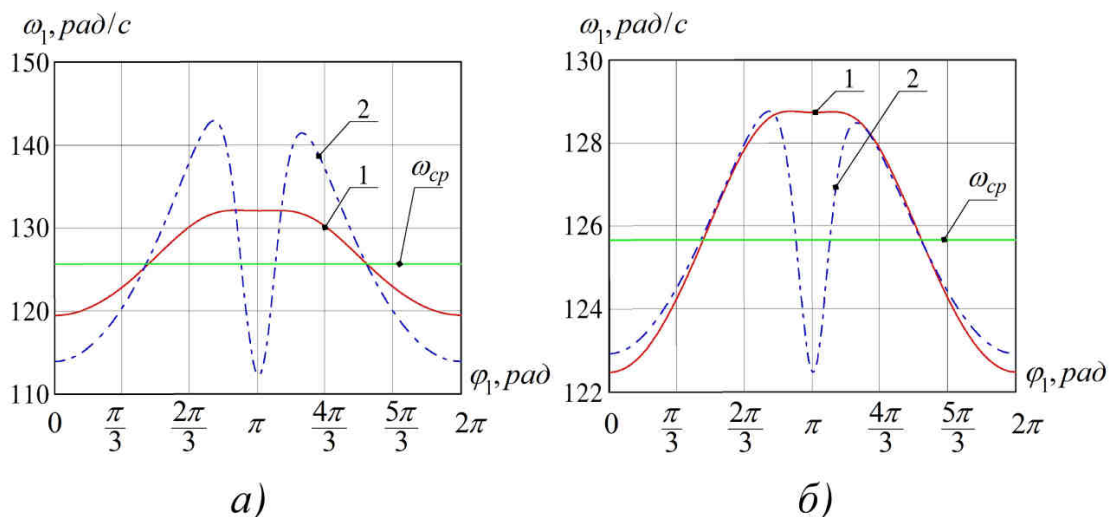 ω₁, рад/с
150
140
130
120
110
2
ω_ср
1
φ₁, рад
0 π/3 2π/3 π 4π/3 5π/3 2π
а)
ω₁, рад/с
130
128
126
124
122
1 2
ω_ср
φ₁, рад
0 π/3 2π/3 π 4π/3 5π/3 2π
б)